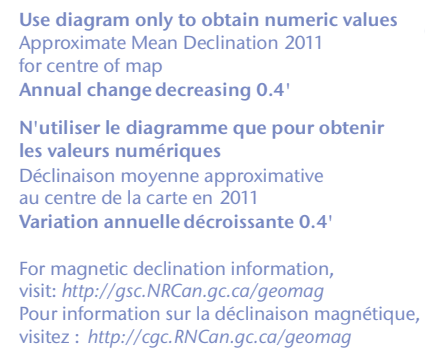 Use diagram only to obtain numeric values
Approximate Mean Declination 2011
for centre of map
Annual change decreasing 0.4'
N'utiliser le diagramme que pour obtenir
les valeurs numériques
Déclinaison moyenne approximative
au centre de la carte en 2011
Variation annuelle décroissante 0.4'
For magnetic declination information,
visit: http://gsc.NRCan.gc.ca/geomag
Pour information sur la déclinaison magnétique,
visitez : http://cgc.RNCan.gc.ca/geomag